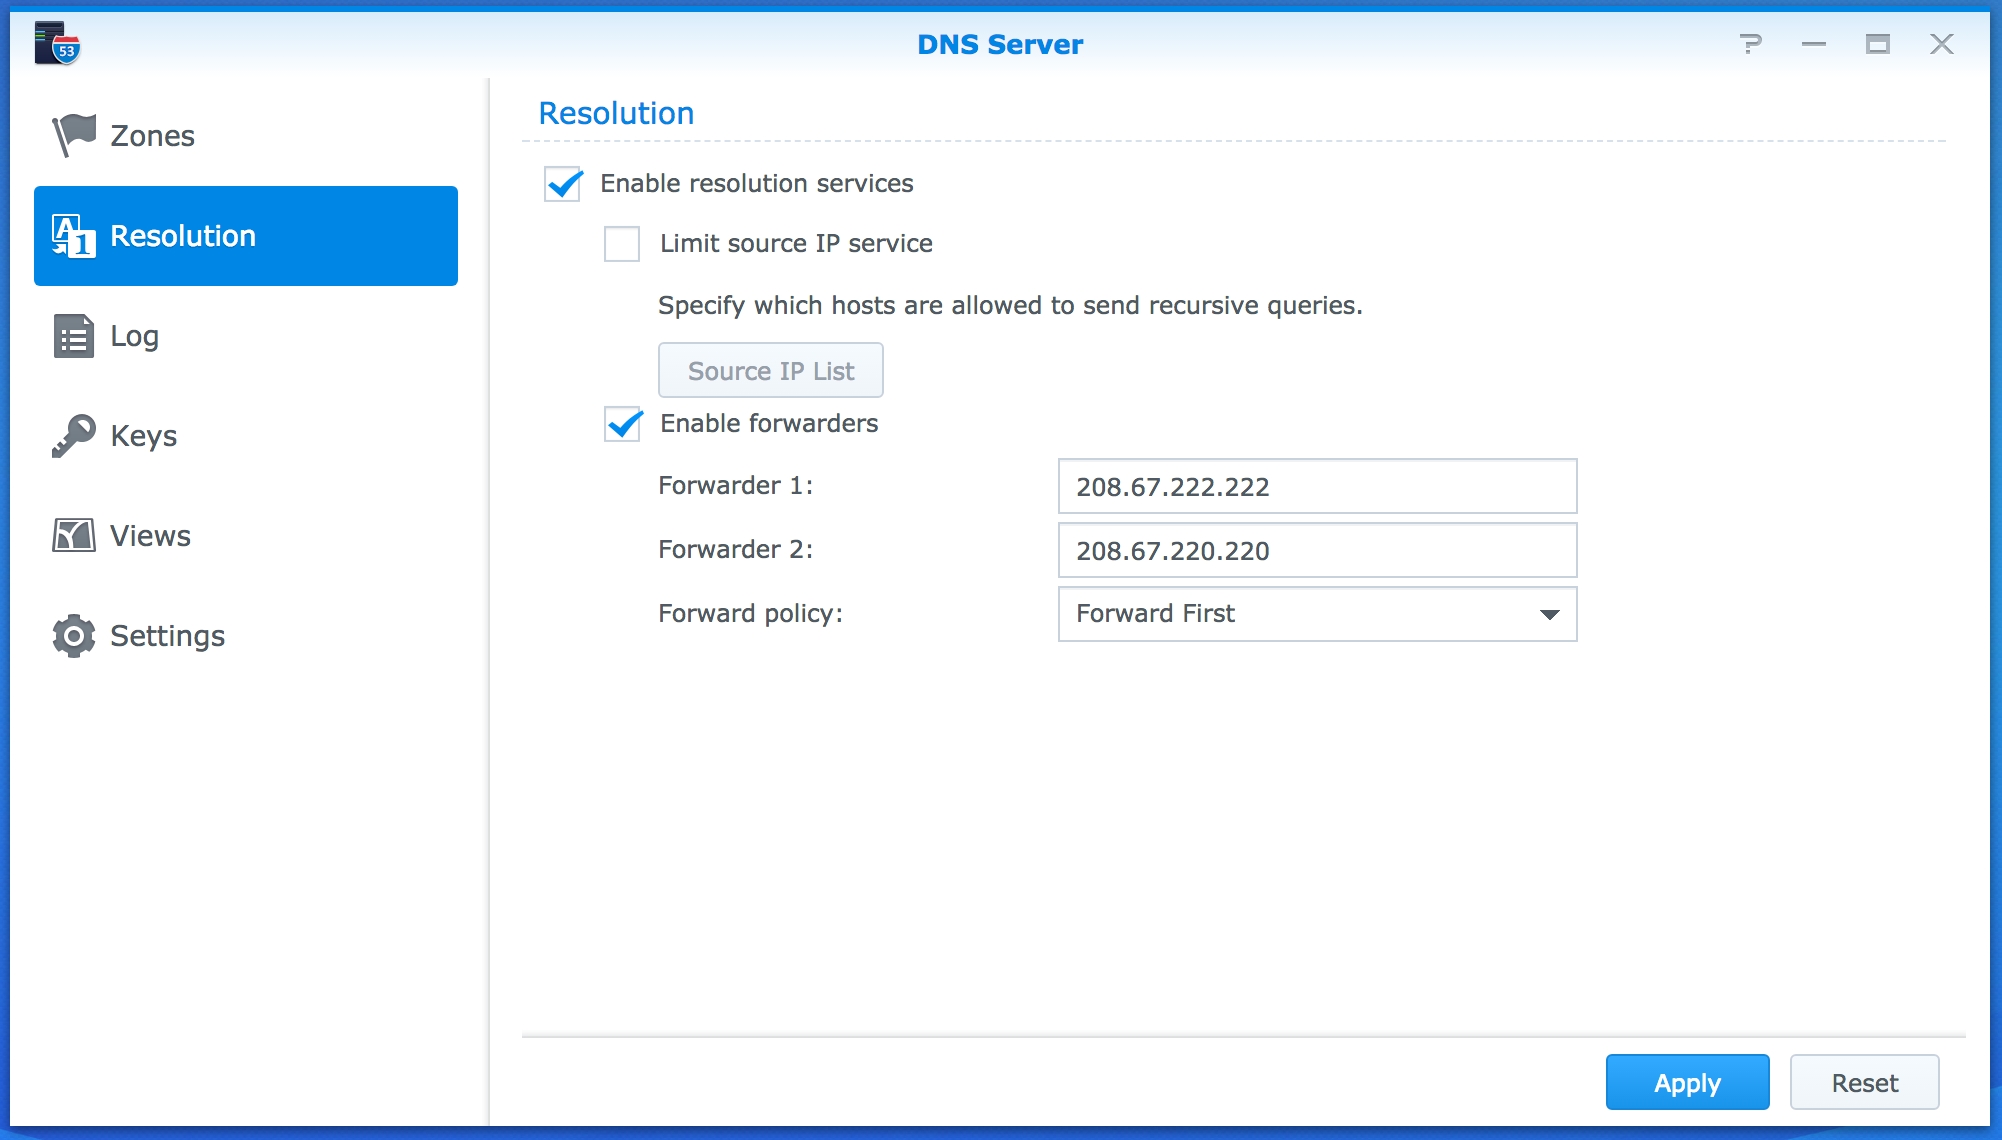 53
DNS Server
Zones
Resolution
Log
Keys
Views
Settings
Resolution
Enable resolution services
Limit source IP service
Specify which hosts are allowed to send recursive queries.
Source IP List
Enable forwarders
Forwarder 1: 208.67.222.222
Forwarder 2: 208.67.220.220
Forward policy: Forward First
Apply Reset